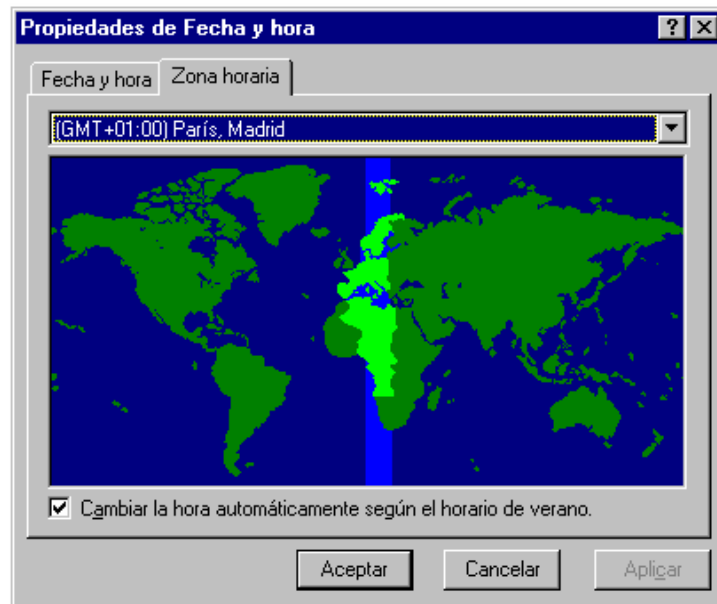 Propiedades de Fecha y hora
Fecha y hora Zona horaria
(GMT+01:00) París, Madrid
Cambiar la hora automáticamente según el horario de verano.
Aceptar Cancelar Aplicar